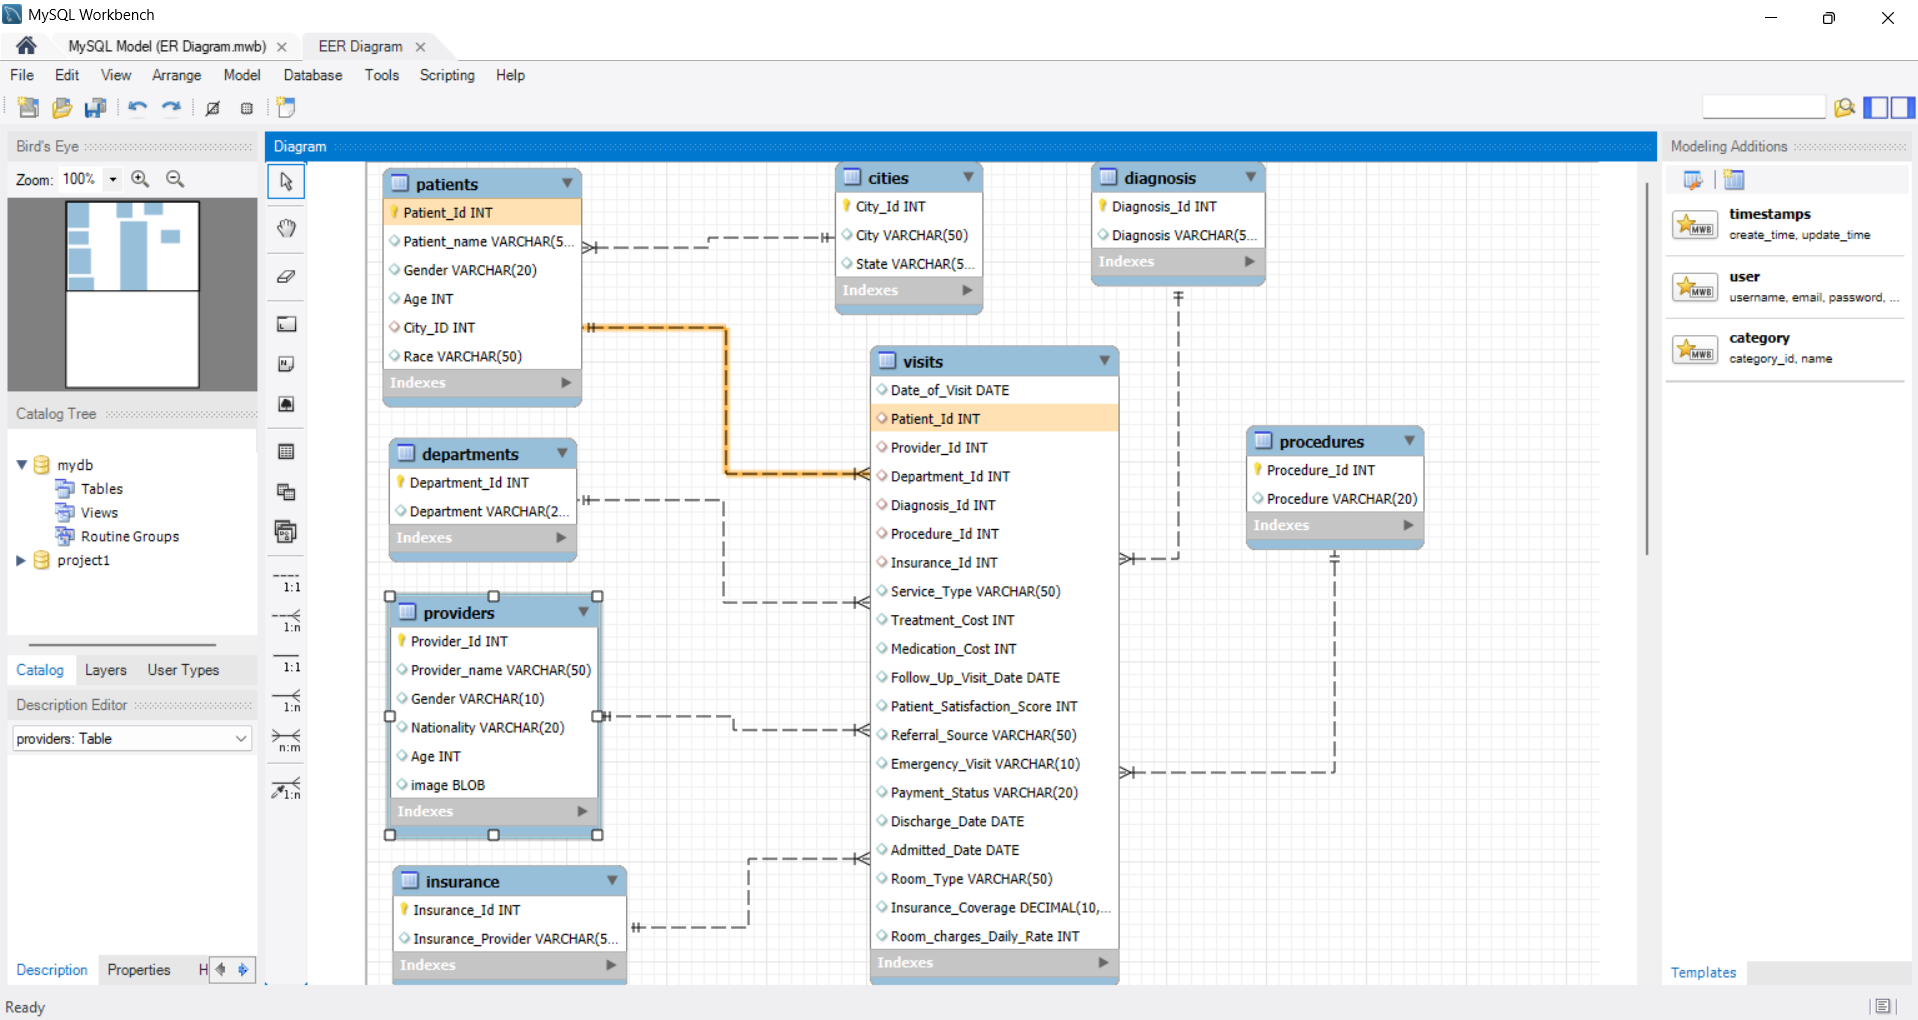 MySQL Workbench
MySQL Model (ER Diagram.mwb)
EER Diagram
File Edit View Arrange Model Database Tools Scripting Help
Bird's Eye
Zoom: 100%
Catalog Tree
mydb
Tables
Views
Routine Groups
project1
Catalog Layers User Types
Description Editor
providers: Table
Description Properties H
Ready
1:1
1:n
1:1
1:n
n:m
1:n
Diagram
patients
Patient_Id INT
Patient_name VARCHAR(5...
Gender VARCHAR(20)
Age INT
City_ID INT
Race VARCHAR(50)
Indexes
departments
Department_Id INT
Department VARCHAR(2...
Indexes
providers
Provider_Id INT
Provider_name VARCHAR(50)
Gender VARCHAR(10)
Nationality VARCHAR(20)
Age INT
image BLOB
Indexes
insurance
Insurance_Id INT
Insurance_Provider VARCHAR(5...
Indexes
cities
City_Id INT
City VARCHAR(50)
State VARCHAR(5...
Indexes
visits
Date_of_Visit DATE
Patient_Id INT
Provider_Id INT
Department_Id INT
Diagnosis_Id INT
Procedure_Id INT
Insurance_Id INT
Service_Type VARCHAR(50)
Treatment_Cost INT
Medication_Cost INT
Follow_Up_Visit_Date DATE
Patient_Satisfaction_Score INT
Referral_Source VARCHAR(50)
Emergency_Visit VARCHAR(10)
Payment_Status VARCHAR(20)
Discharge_Date DATE
Admitted_Date DATE
Room_Type VARCHAR(50)
Insurance_Coverage DECIMAL(10,...
Room_charges_Daily_Rate INT
Indexes
diagnosis
Diagnosis_Id INT
Diagnosis VARCHAR(5...
Indexes
procedures
Procedure_Id INT
Procedure VARCHAR(20)
Indexes
Modeling Additions
MWB
timestamps
create_time, update_time
MWB
user
username, email, password, ...
MWB
category
category_id, name
Templates